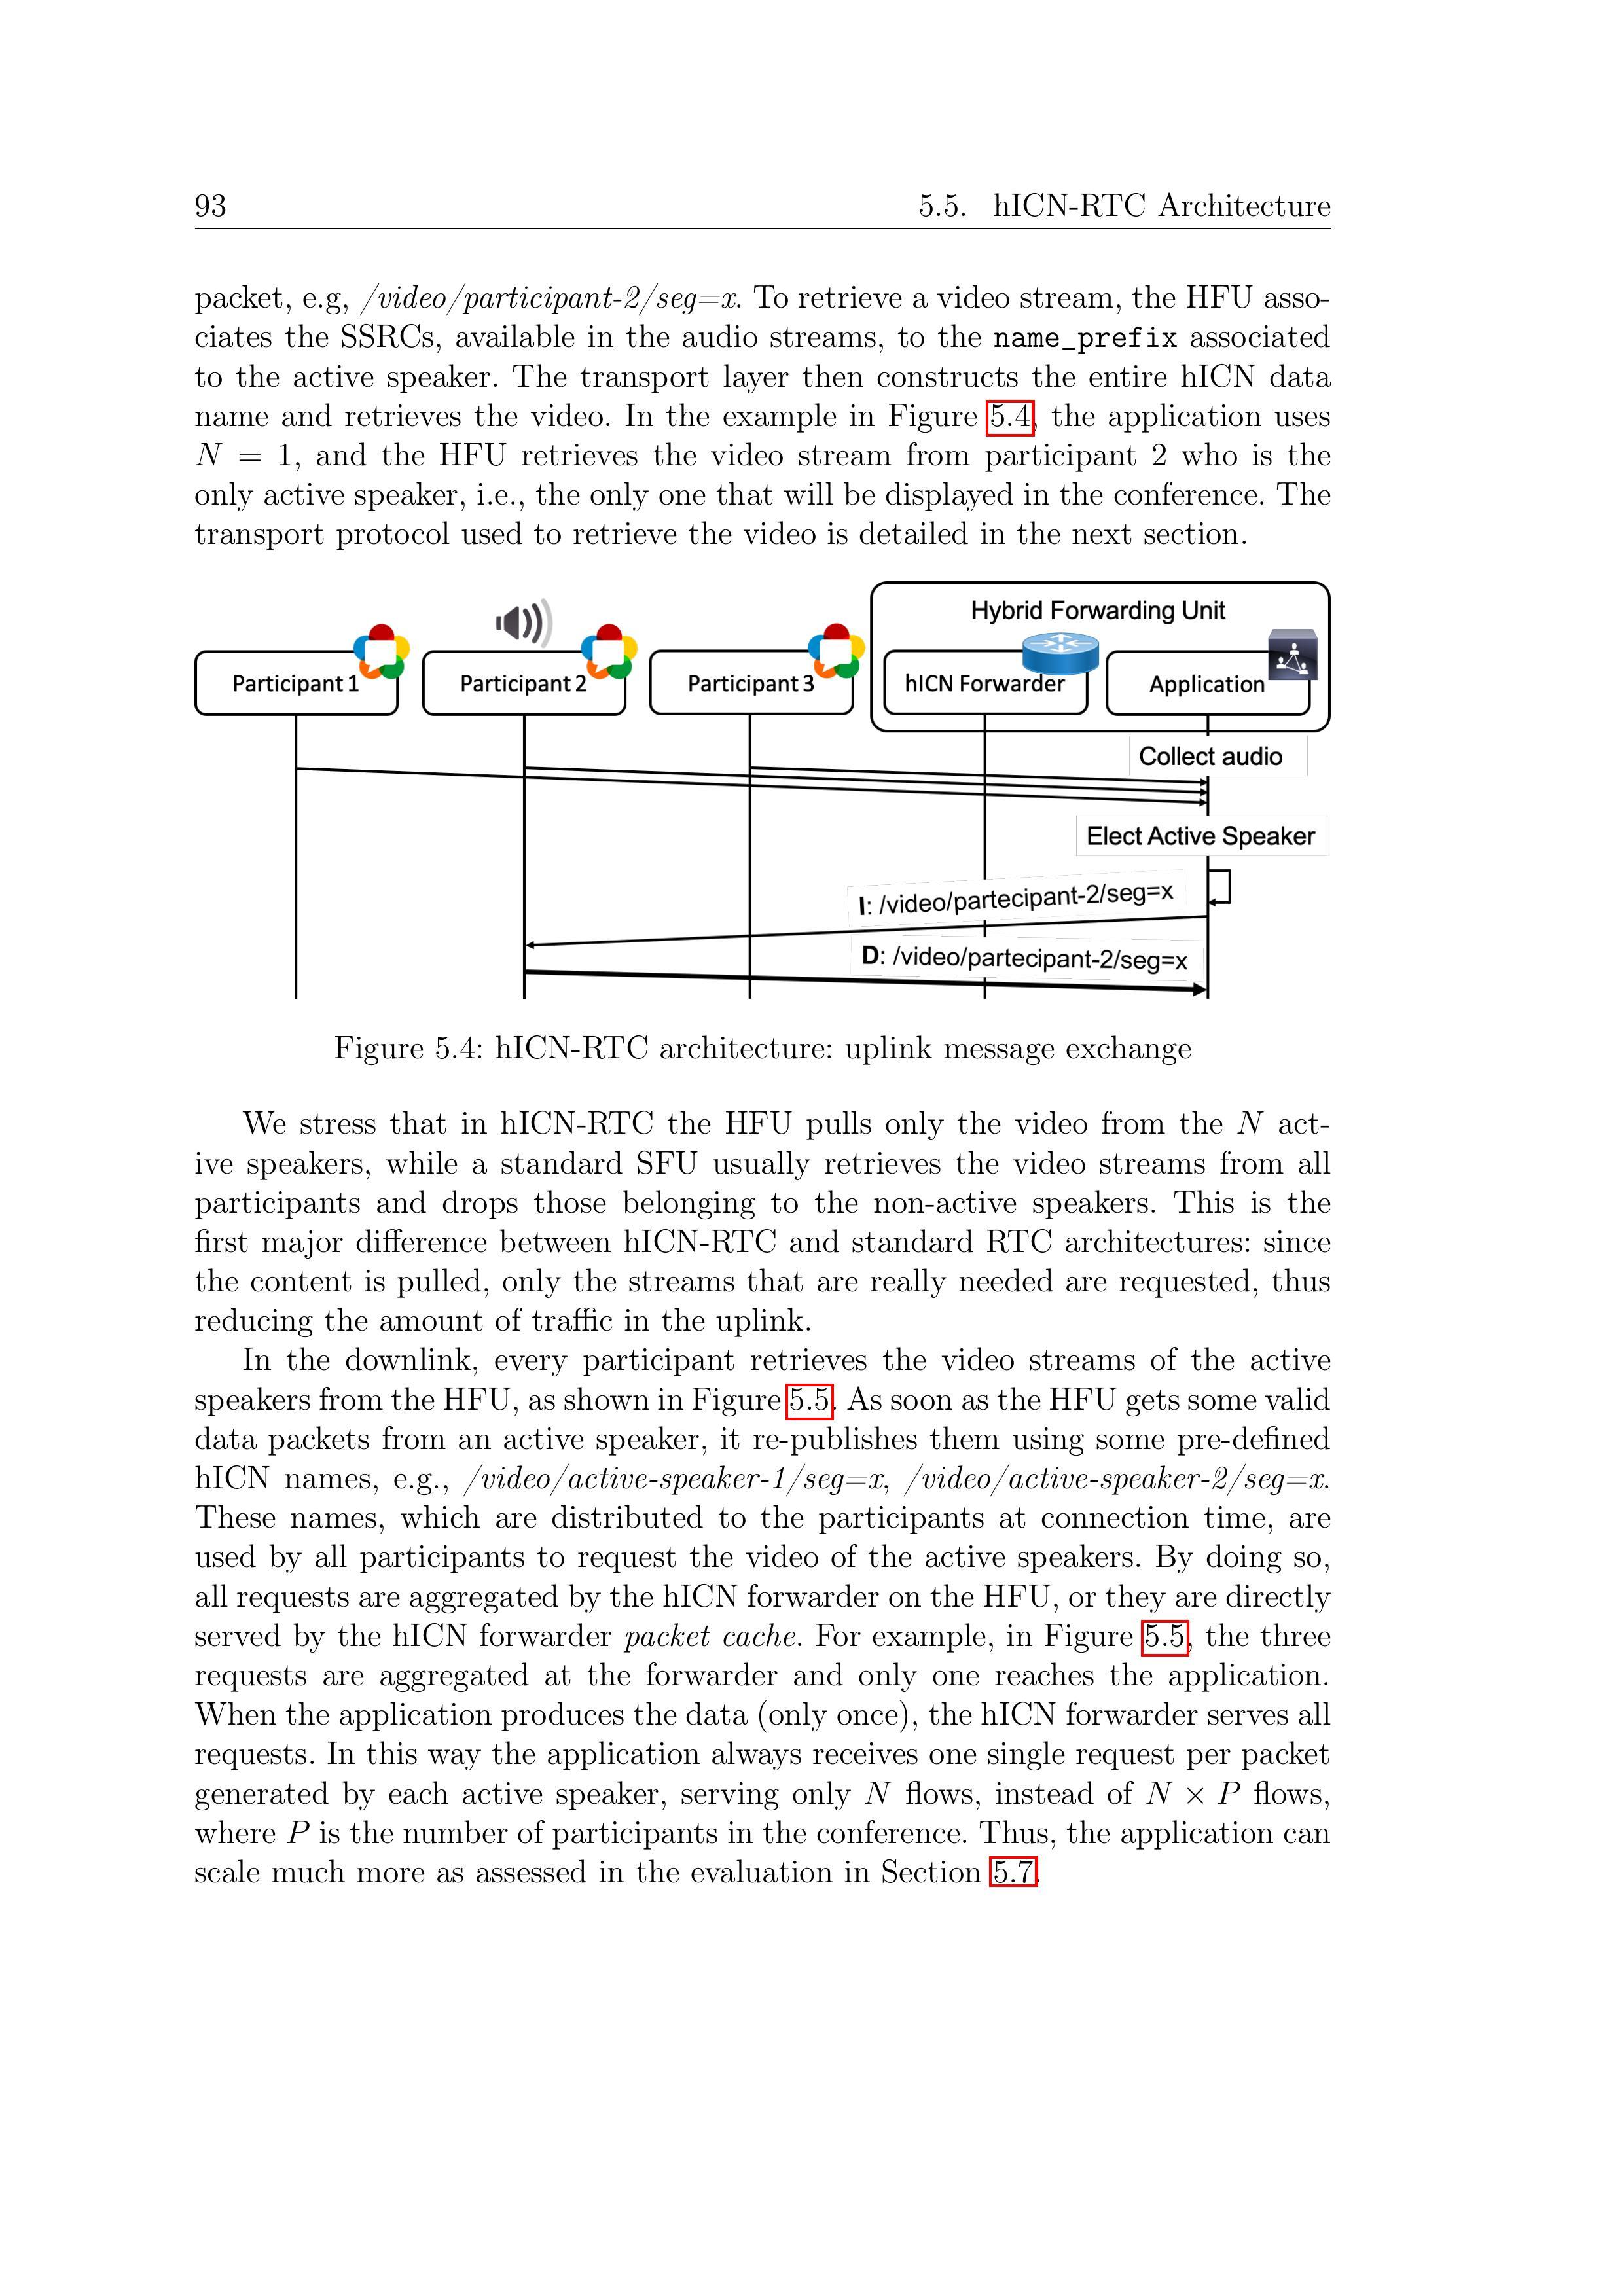 93 5.5. hICN-RTC Architecture
packet, e.g, /video/participant-2/seg=x. To retrieve a video stream, the HFU asso-
ciates the SSRCs, available in the audio streams, to the name_prefix associated
to the active speaker. The transport layer then constructs the entire hICN data
name and retrieves the video. In the example in Figure 5.4, the application uses
N = 1, and the HFU retrieves the video stream from participant 2 who is the
only active speaker, i.e., the only one that will be displayed in the conference. The
transport protocol used to retrieve the video is detailed in the next section.
Hybrid Forwarding Unit
Participant 1 Participant 2 Participant 3 hICN Forwarder Application
Collect audio
Elect Active Speaker
I: /video/partecipant-2/seg=x
D: /video/partecipant-2/seg=x
Figure 5.4: hICN-RTC architecture: uplink message exchange
We stress that in hICN-RTC the HFU pulls only the video from the N act-
ive speakers, while a standard SFU usually retrieves the video streams from all
participants and drops those belonging to the non-active speakers. This is the
first major difference between hICN-RTC and standard RTC architectures: since
the content is pulled, only the streams that are really needed are requested, thus
reducing the amount of traffic in the uplink.
In the downlink, every participant retrieves the video streams of the active
speakers from the HFU, as shown in Figure 5.5. As soon as the HFU gets some valid
data packets from an active speaker, it re-publishes them using some pre-defined
hICN names, e.g., /video/active-speaker-1/seg=x, /video/active-speaker-2/seg=x.
These names, which are distributed to the participants at connection time, are
used by all participants to request the video of the active speakers. By doing so,
all requests are aggregated by the hICN forwarder on the HFU, or they are directly
served by the hICN forwarder packet cache. For example, in Figure 5.5, the three
requests are aggregated at the forwarder and only one reaches the application.
When the application produces the data (only once), the hICN forwarder serves all
requests. In this way the application always receives one single request per packet
generated by each active speaker, serving only N flows, instead of N × P flows,
where P is the number of participants in the conference. Thus, the application can
scale much more as assessed in the evaluation in Section 5.7.